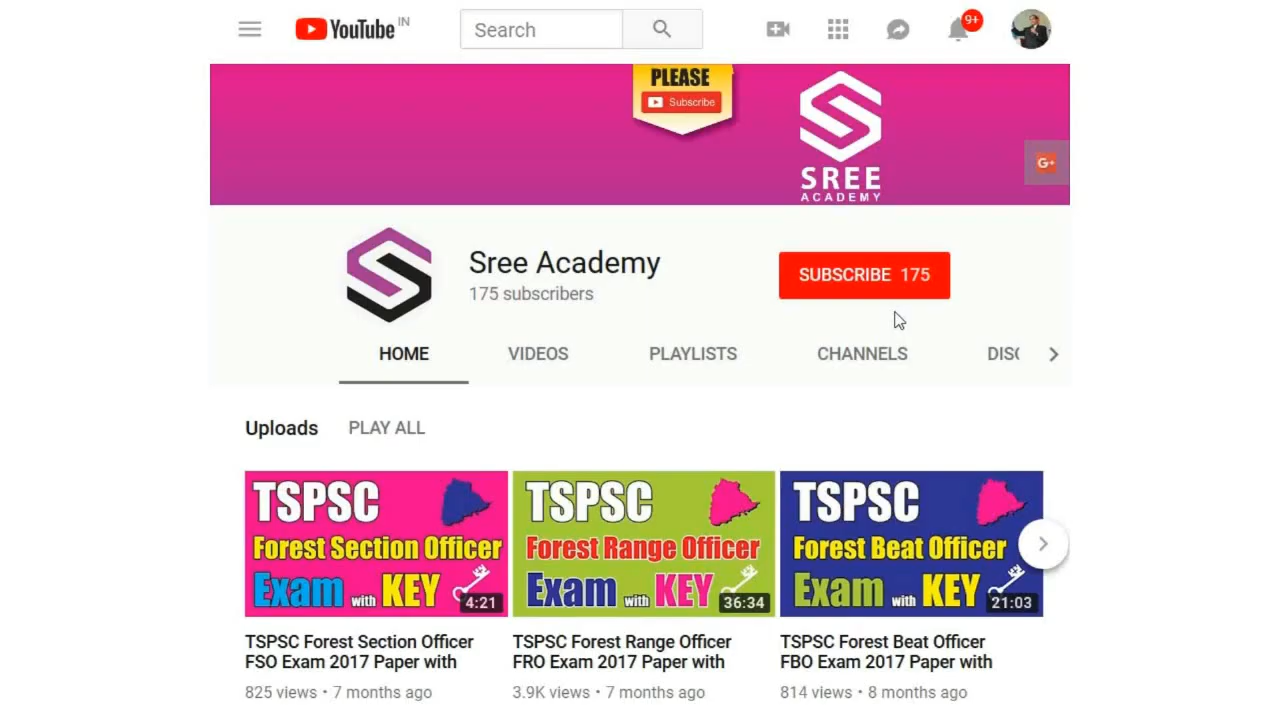 YouTube IN
Search
9+
PLEASE
Subscribe
SREE
ACADEMY
G+
Sree Academy
175 subscribers
SUBSCRIBE 175
HOME VIDEOS PLAYLISTS CHANNELS DISC
Uploads PLAY ALL
TSPSC
Forest Section Officer
Exam with KEY
4:21
TSPSC
Forest Range Officer
Exam with KEY
36:34
TSPSC
Forest Beat Officer
Exam with KEY
21:03
TSPSC Forest Section Officer
FSO Exam 2017 Paper with
825 views • 7 months ago
TSPSC Forest Range Officer
FRO Exam 2017 Paper with
3.9K views • 7 months ago
TSPSC Forest Beat Officer
FBO Exam 2017 Paper with
814 views • 8 months ago